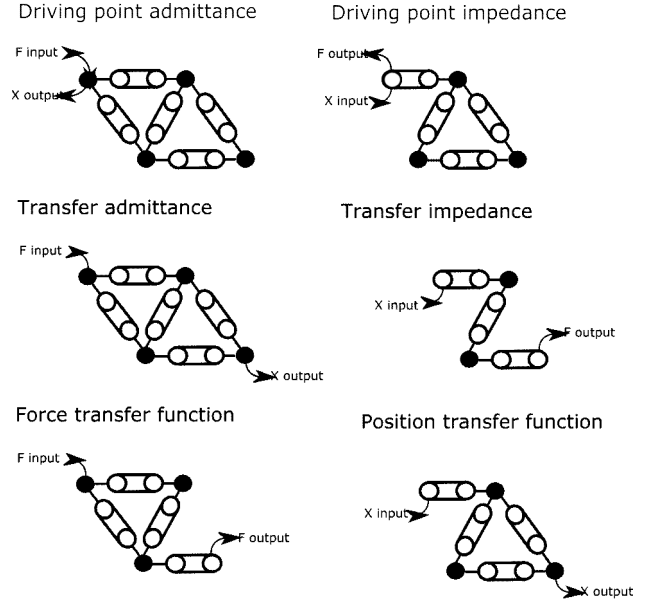 Driving point admittance
Driving point impedance
F input
X output
F output
X input
Transfer admittance
Transfer impedance
F input
X output
X input
F output
Force transfer function
Position transfer function
F input
F output
X input
X output